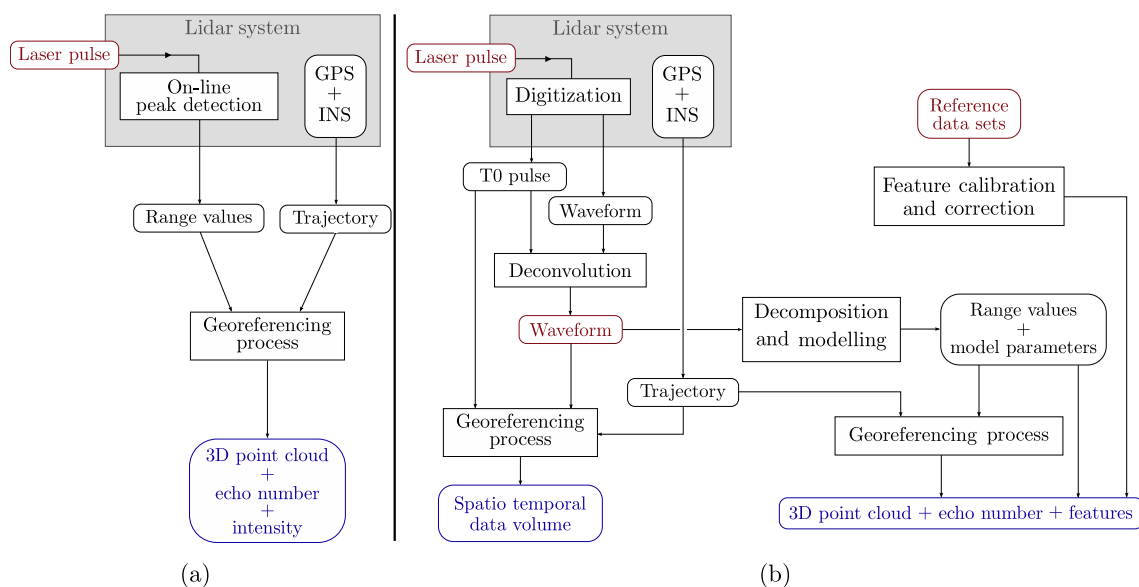 Lidar system
Laser pulse
On-line
peak detection
GPS
+
INS
Range values
Trajectory
Georeferencing
process
3D point cloud
+
echo number
+
intensity
(a)
Lidar system
Laser pulse
Digitization
GPS
+
INS
T0 pulse
Waveform
Deconvolution
Waveform
Trajectory
Georeferencing
process
Spatio temporal
data volume
Decomposition
and modelling
Range values
+
model parameters
Reference
data sets
Feature calibration
and correction
Georeferencing process
3D point cloud + echo number + features
(b)